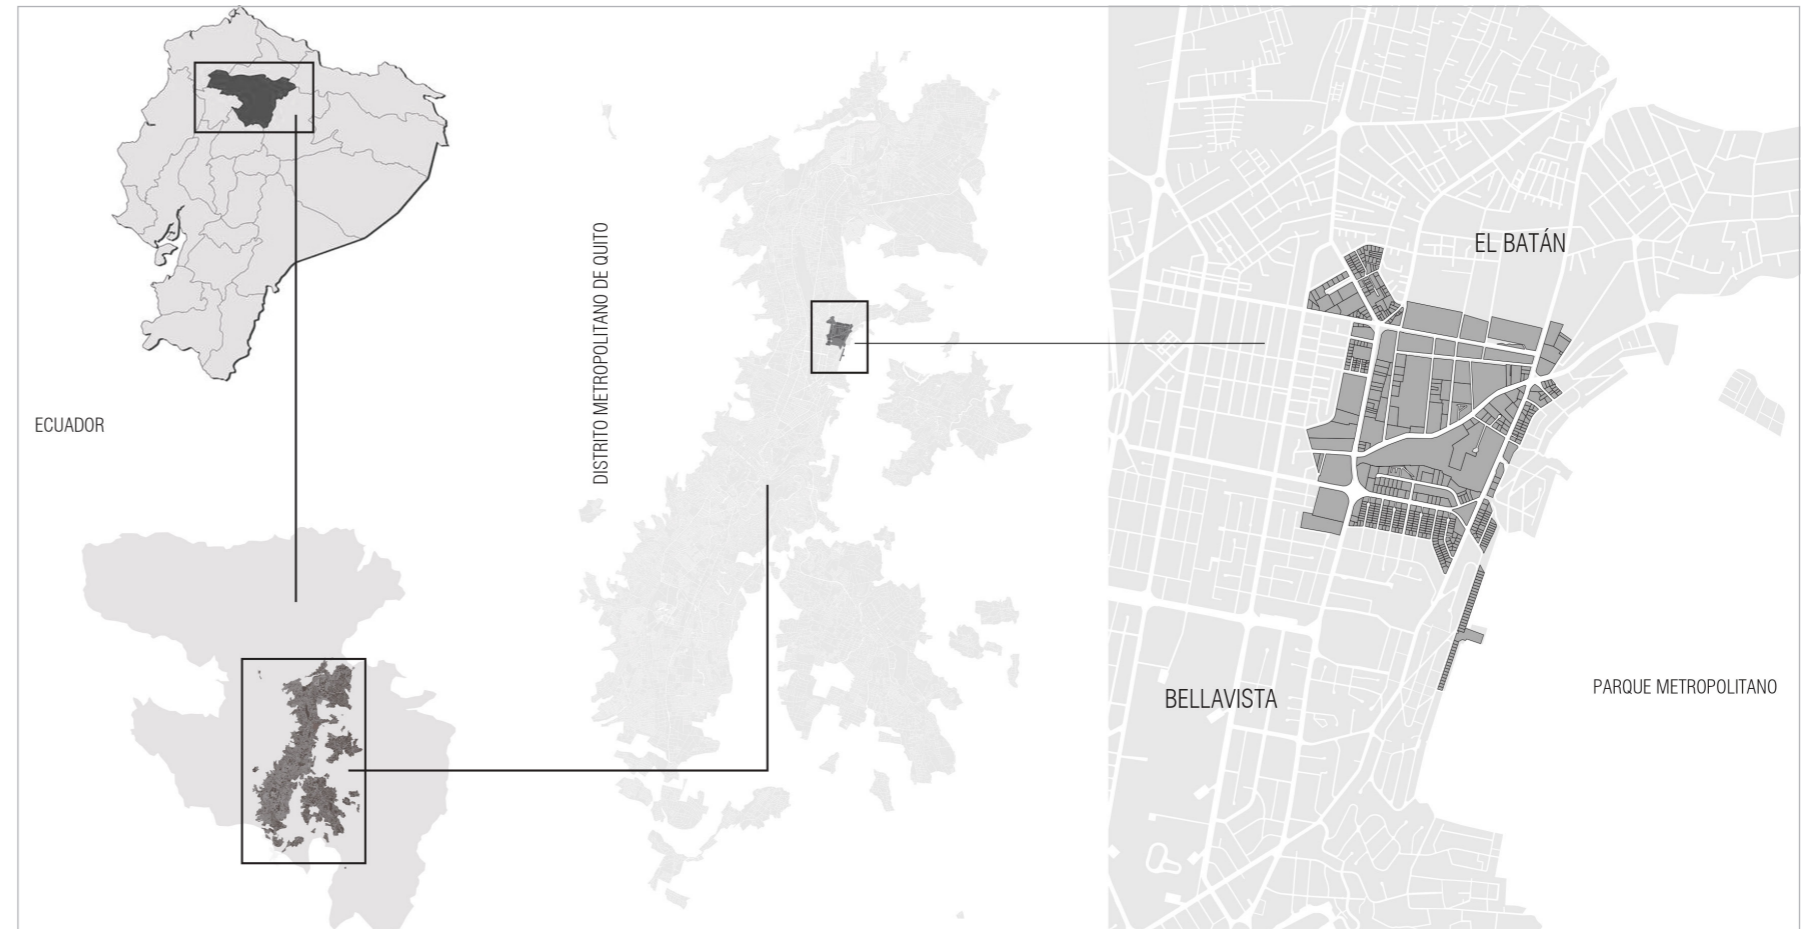 ECUADOR
DISTRITO METROPOLITANO DE QUITO
EL BATÁN
BELLAVISTA
PARQUE METROPOLITANO